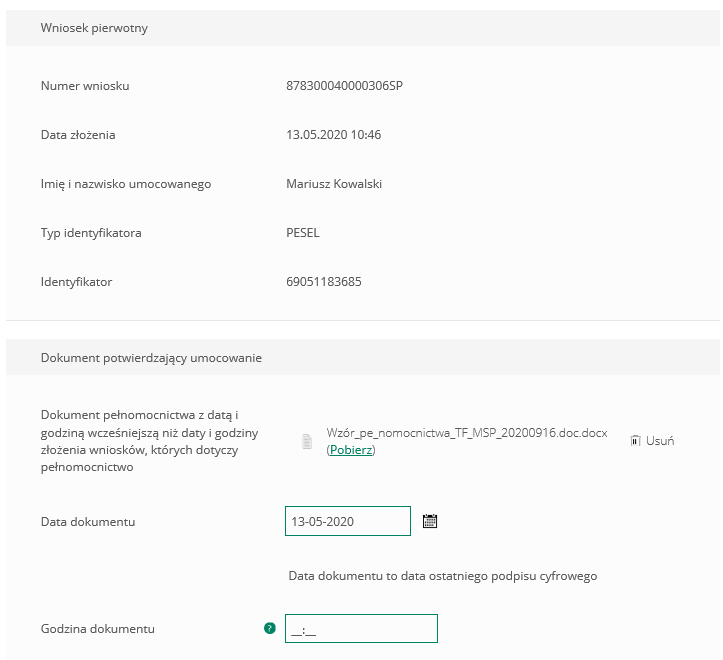 Wniosek pierwotny
Numer wniosku 878300040000306SP
Data złożenia 13.05.2020 10:46
Imię i nazwisko umocowanego Mariusz Kowalski
Typ identyfikatora PESEL
Identyfikator 69051183685
Dokument potwierdzający umocowanie
Dokument pełnomocnictwa z datą i
godziną wcześniejszą niż daty i godziny
złożenia wniosków, których dotyczy
pełnomocnictwo
Wzór_pe_nomocnictwa_TF_MSP_20200916.doc.docx
(Pobierz)
Usuń
Data dokumentu 13-05-2020
Data dokumentu to data ostatniego podpisu cyfrowego
Godzina dokumentu ? __:__